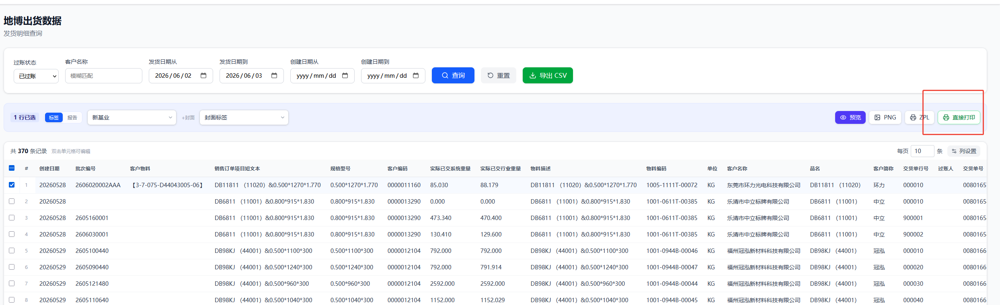 地博出货数据
发货明细查询
过账状态 客户名称 发货日期从 发货日期到 创建日期从 创建日期到
已过账 模糊匹配 2026/06/02 2026/06/03 yyyy/mm/dd yyyy/mm/dd 查询 重置 导出 CSV
1 行已选 标签 报告 新基业 +封面 封面标签 预览 PNG ZPL 直接打印
共 370 条记录 双击单元格可编辑 每页 10 条 列设置
# 创建日期 批次编号 客户物料 销售订单项目短文本 规格型号 客户编码 实际已交系统重量 实际已交行业重量 物料描述 物料编码 单位 客户名称 品名 客户简称 交货单行号 过账人 交货单号
1 20260528 2606020002AAA 【3-7-075-D44043005-06】 DB11811 （11020）&0.500*1270*1.770 0.500*1270*1.770 0000011160 85.030 88.179 DB11811 （11020）&0.500*1270*1.770 1005-1111T-00072 KG 东莞市环力光电科技有限公司 DB11811 （11020） 环力 000010 0080165
2 20260528 DB6811 （11001）&0.800*915*1.830 0.800*915*1.830 0000013290 0.000 0.000 DB6811 （11001）&0.800*915*1.830 1001-0611T-00385 KG 乐清市中立标牌有限公司 DB6811 （11001） 中立 000010 0080165
3 20260528 2605160001 DB6811 （11001）&0.800*915*1.830 0.800*915*1.830 0000013290 473.340 470.400 DB6811 （11001）&0.800*915*1.830 1001-0611T-00385 KG 乐清市中立标牌有限公司 DB6811 （11001） 中立 900001 0080165
4 20260528 2606030001 DB6811 （11001）&0.800*915*1.830 0.800*915*1.830 0000013290 130.410 129.600 DB6811 （11001）&0.800*915*1.830 1001-0611T-00385 KG 乐清市中立标牌有限公司 DB6811 （11001） 中立 900002 0080165
5 20260529 2605100440 DB98KJ （44001）&0.500*1100*300 0.500*1100*300 0000012104 792.000 792.000 DB98KJ （44001）&0.500*1100*300 1001-0944B-00046 KG 福州冠泓新材料科技有限公司 DB98KJ （44001） 冠泓 000010 0080166
6 20260529 2605090440 DB98KJ （44001）&0.500*1240*300 0.500*1240*300 0000012104 792.000 791.914 DB98KJ （44001）&0.500*1240*300 1001-0944B-00047 KG 福州冠泓新材料科技有限公司 DB98KJ （44001） 冠泓 000020 0080166
7 20260529 2605121480 DB98KJ （44001）&0.500*960*300 0.500*960*300 0000012104 2592.000 2592.000 DB98KJ （44001）&0.500*960*300 1001-0944B-00044 KG 福州冠泓新材料科技有限公司 DB98KJ （44001） 冠泓 000030 0080166
8 20260529 2605110640 DB98KJ （44001）&0.500*1040*300 0.500*1040*300 0000012104 1152.000 1152.029 DB98KJ （44001）&0.500*1040*300 1001-0944B-00045 KG 福州冠泓新材料科技有限公司 DB98KJ （44001） 冠泓 000040 0080166